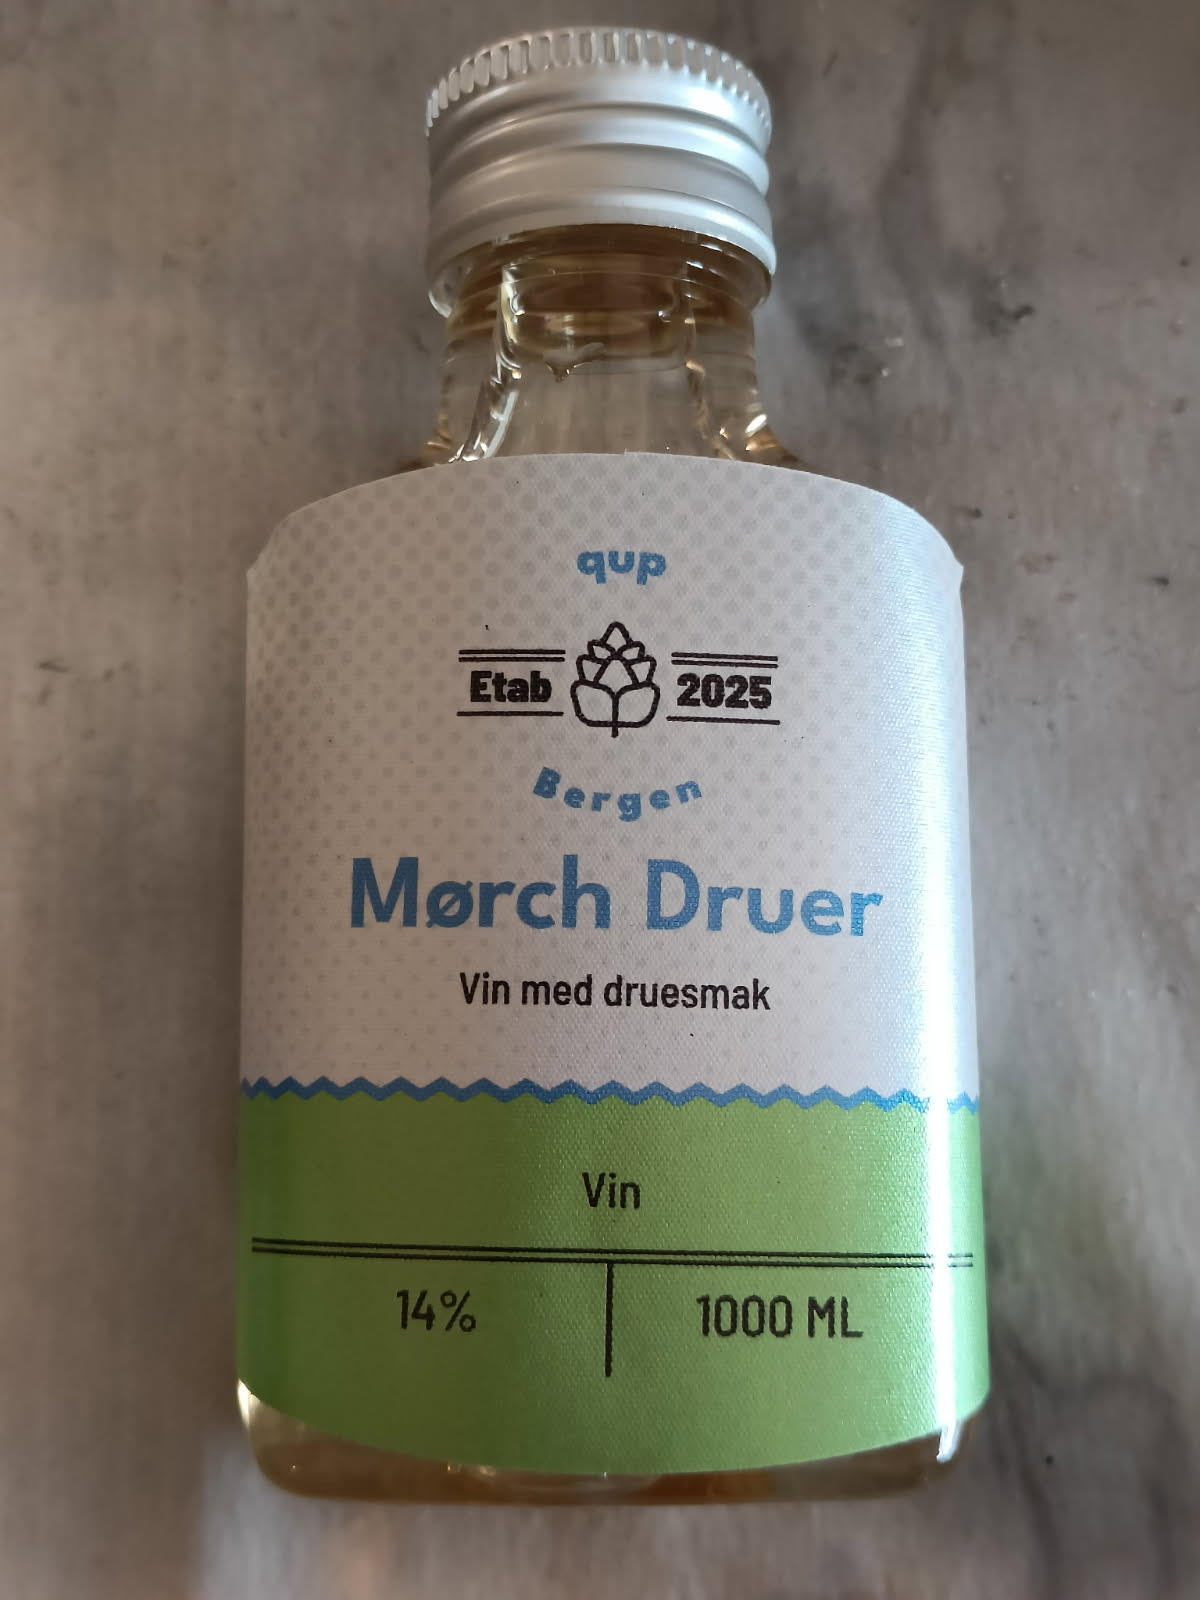 qup
Etab 2025
Bergen
Mørch Druer
Vin med druesmak
Vin
14% 1000 ML